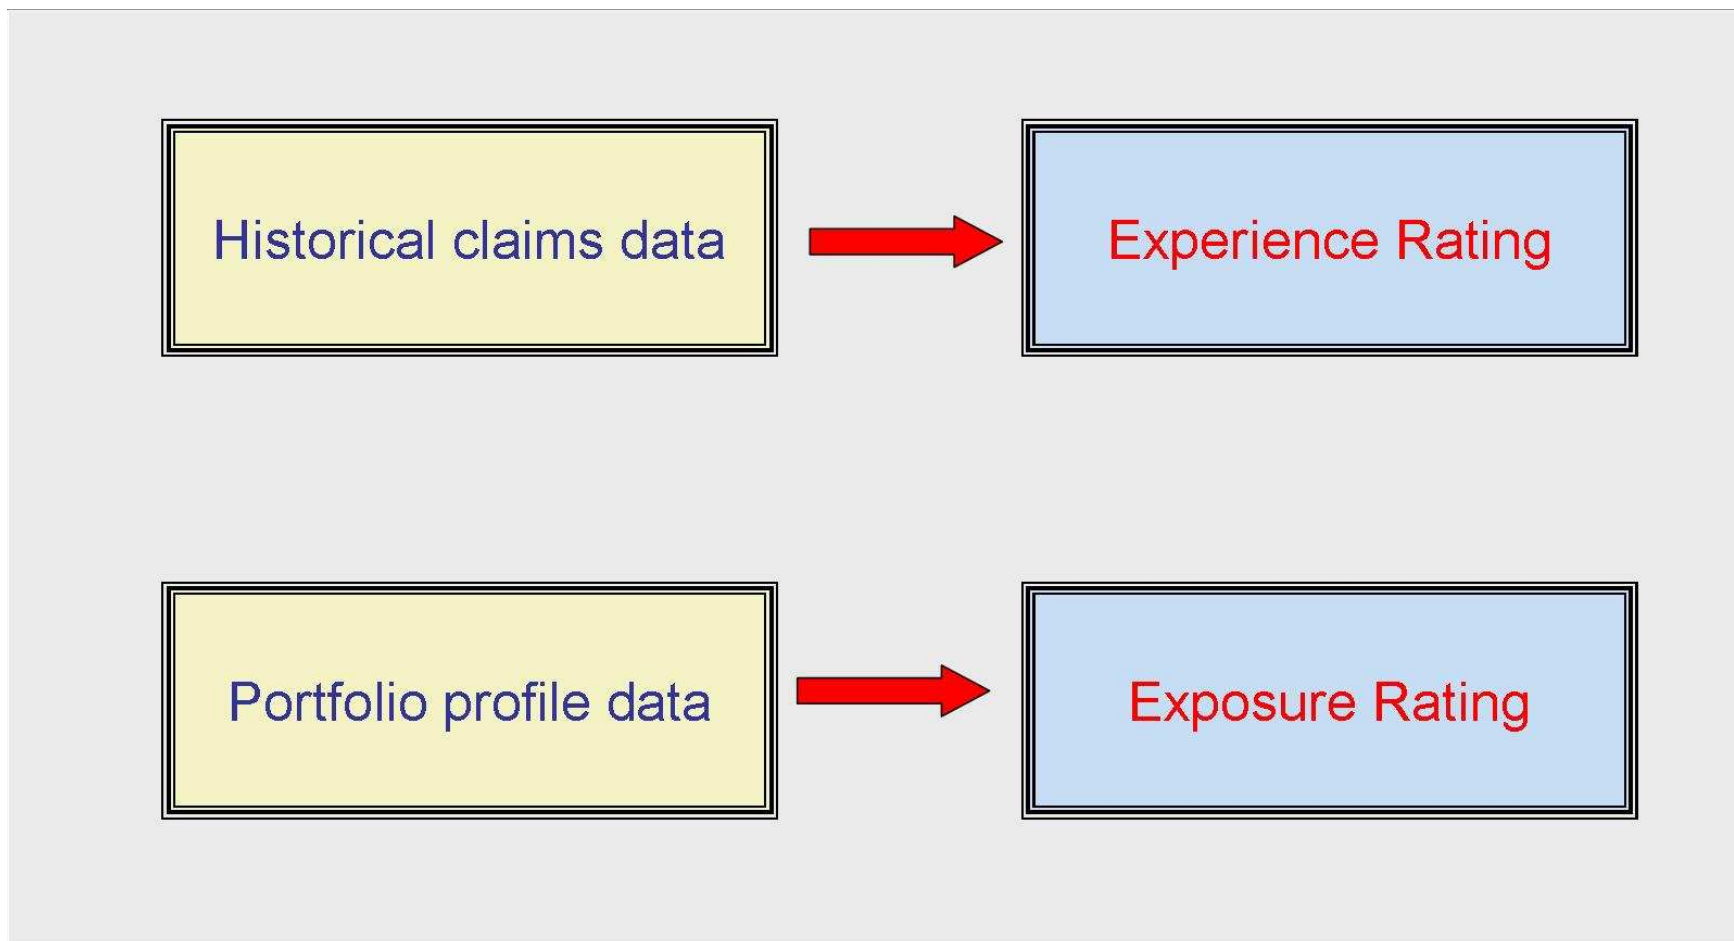 Historical claims data
Experience Rating
Portfolio profile data
Exposure Rating